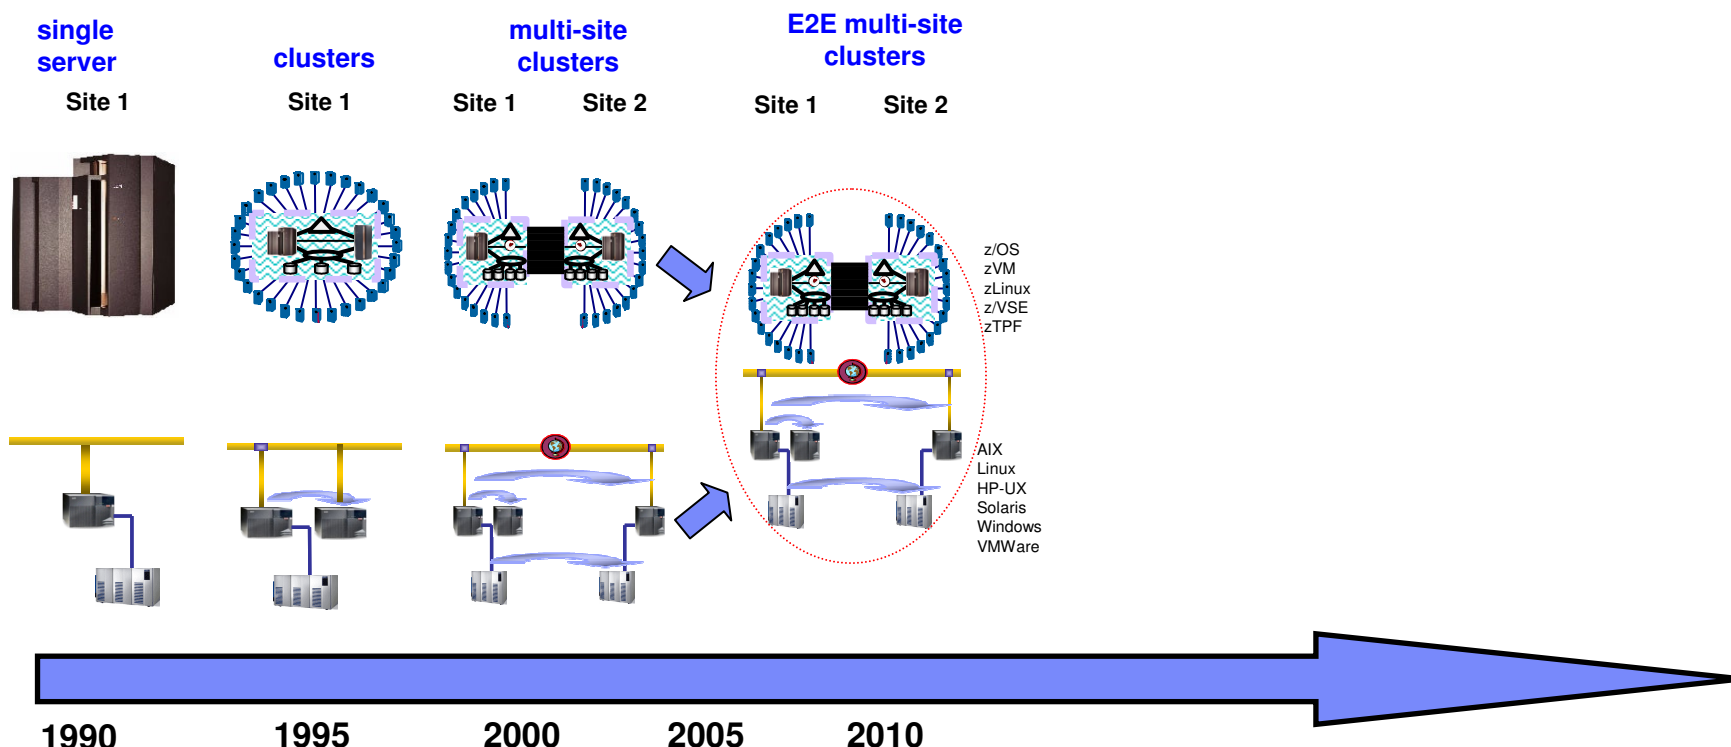 single
server
clusters
multi-site
clusters
E2E multi-site
clusters
Site 1
Site 1
Site 1
Site 2
Site 1
Site 2
z/OS
zVM
zLinux
z/VSE
zTPF
AIX
Linux
HP-UX
Solaris
Windows
VMWare
1990
1995
2000
2005
2010